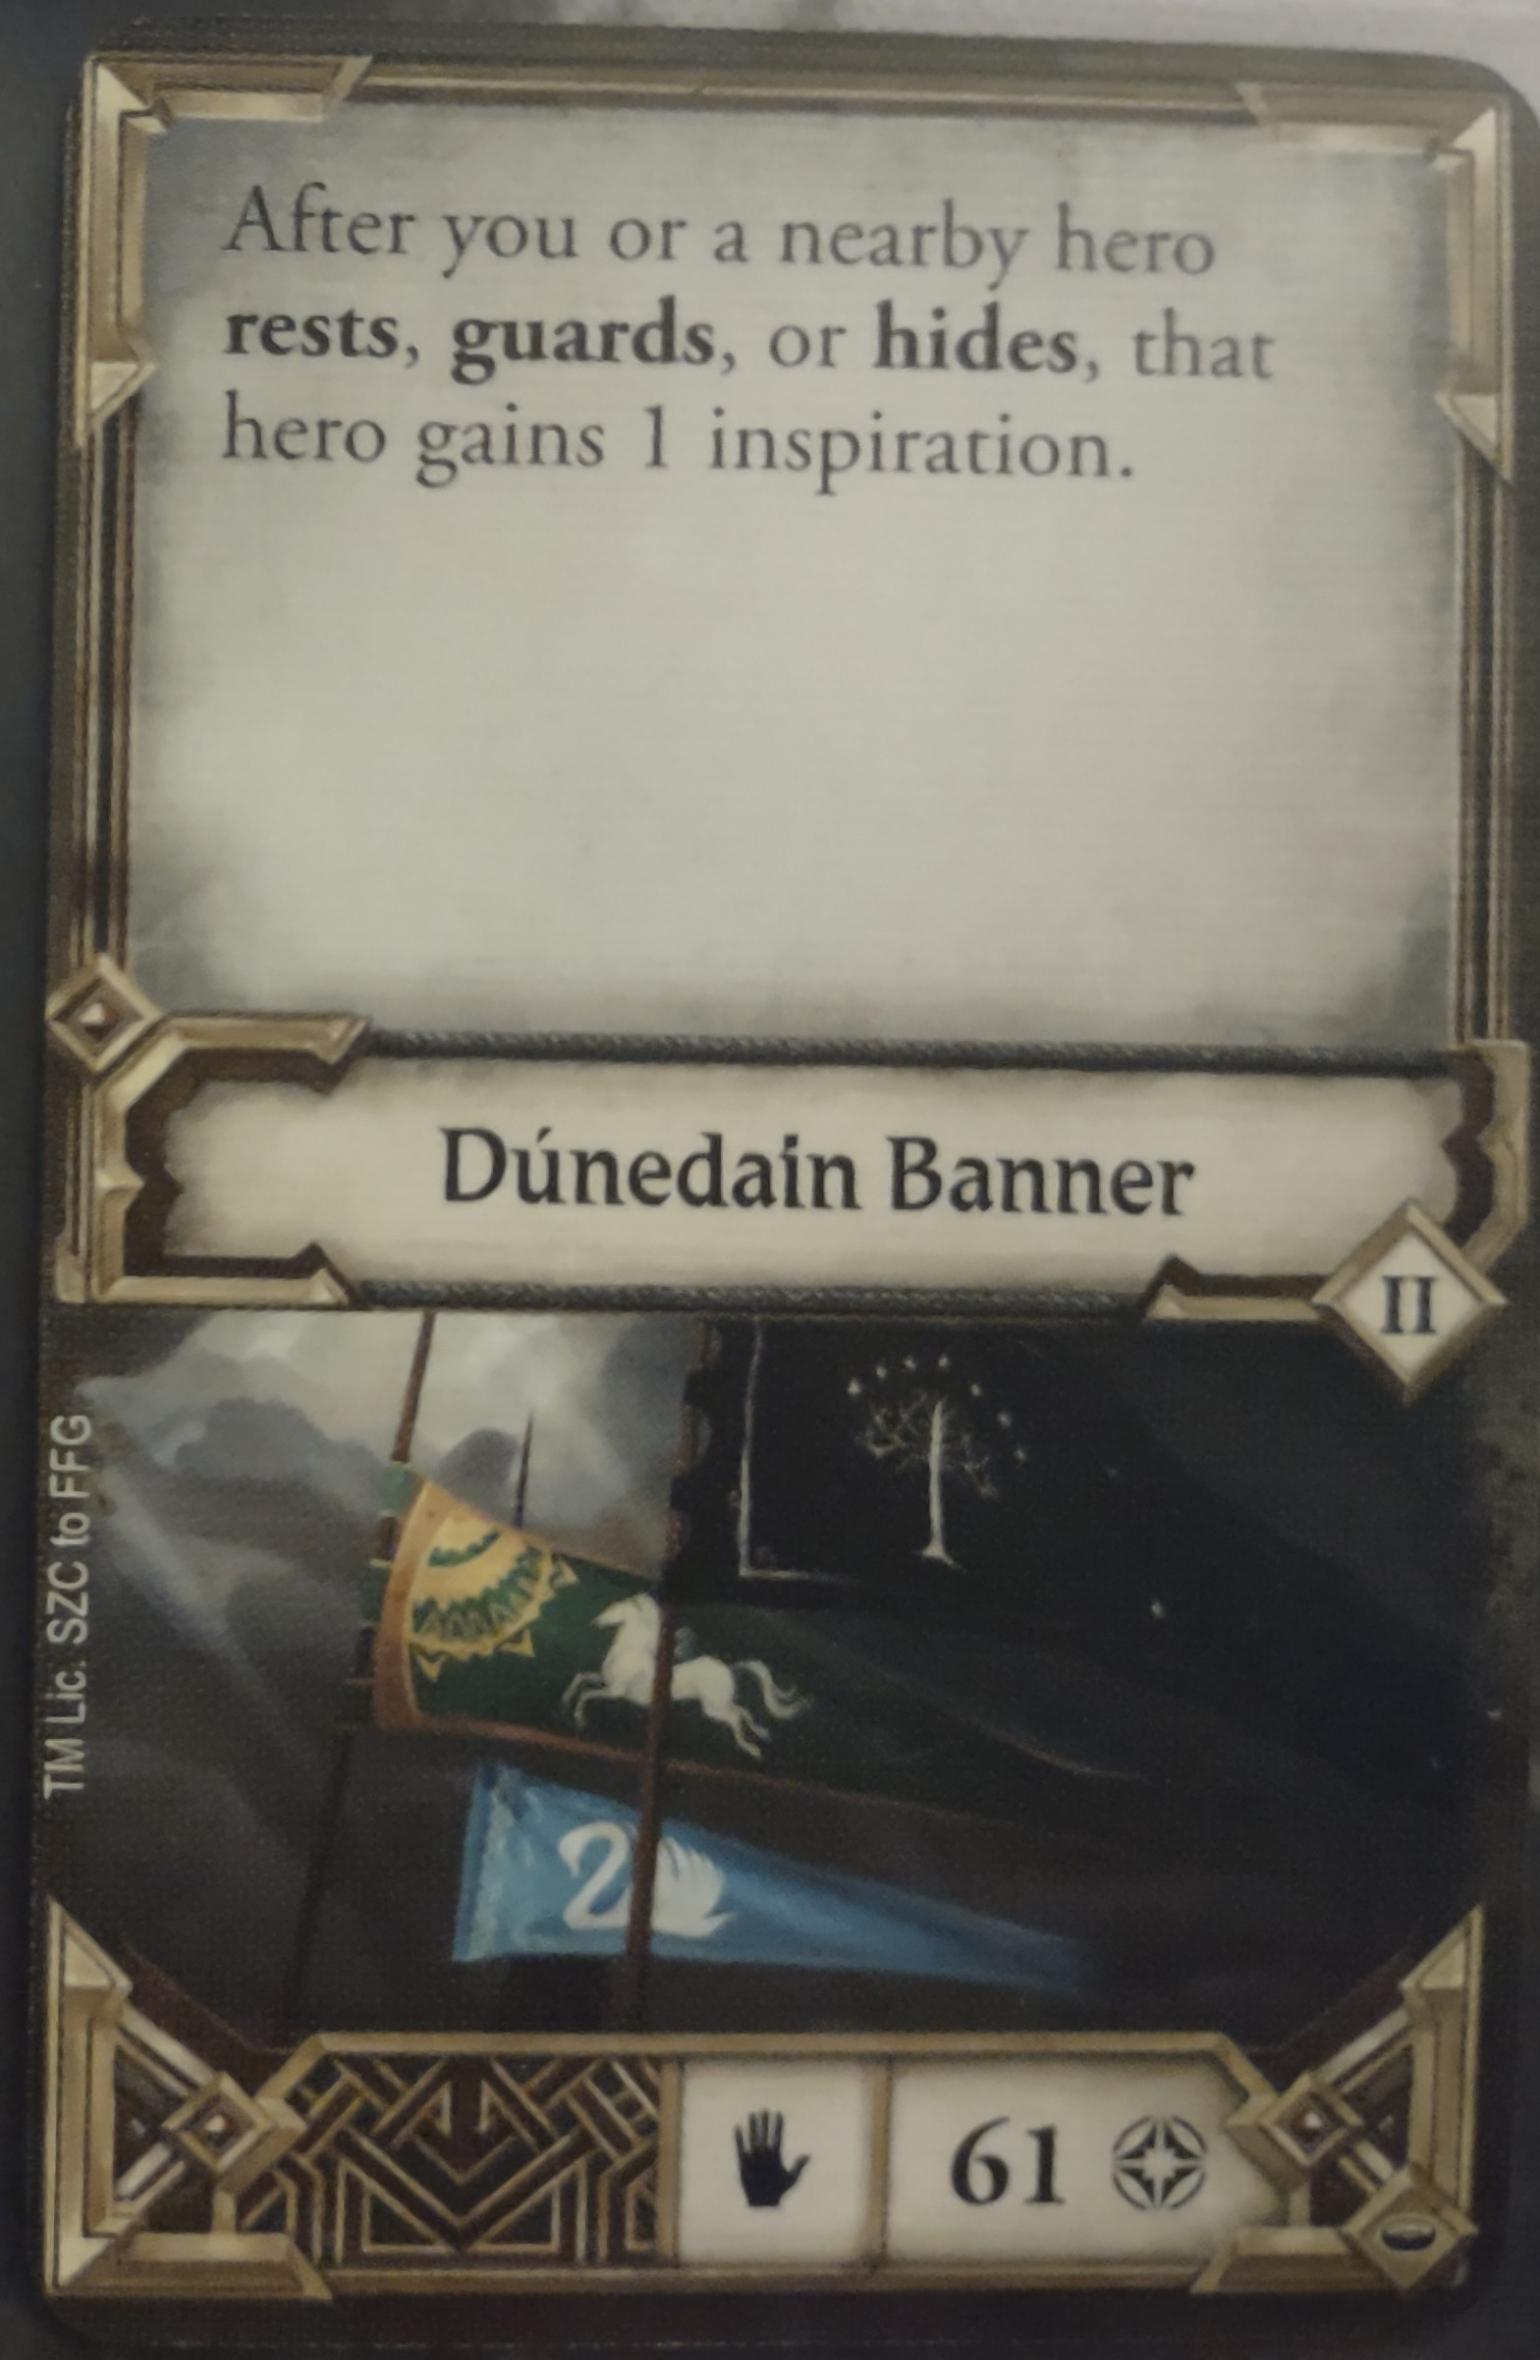 After you or a nearby hero
rests, guards, or hides, that
hero gains 1 inspiration.
Dúnedain Banner
II
TM Lic. SZC to FFG
61